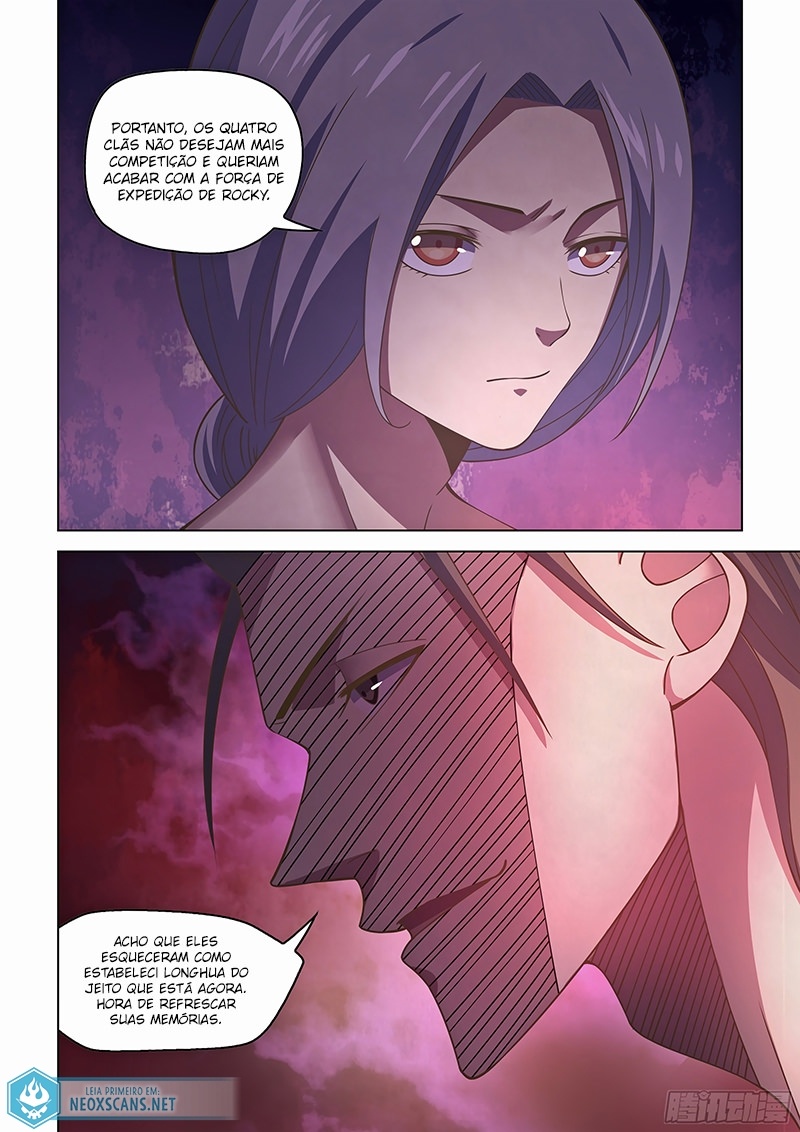 PORTANTO, OS QUATRO
CLÃS NÃO DESEJAM MAIS
COMPETIÇÃO E QUERIAM
ACABAR COM A FORÇA DE
EXPEDIÇÃO DE ROCKY.
ACHO QUE ELES
ESQUECERAM COMO
ESTABELECI LONGHUA DO
JEITO QUE ESTÁ AGORA.
HORA DE REFRESCAR
SUAS MEMÓRIAS.
LEIA PRIMEIRO EM:
NEOXSCANS.NET
腾讯动漫